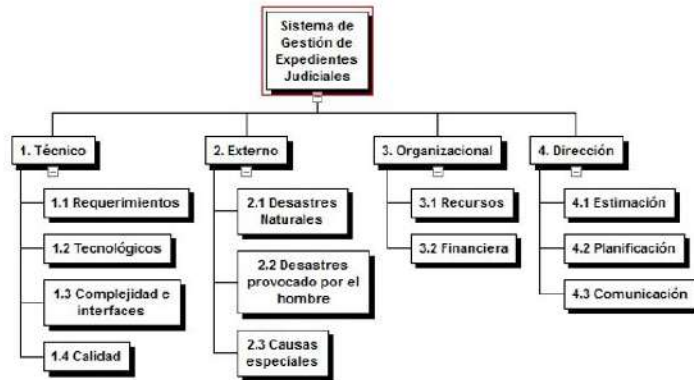 Sistema de
Gestión de
Expedientes
Judiciales
1. Técnico
1.1 Requerimientos
1.2 Tecnológicos
1.3 Complejidad e
interfaces
1.4 Calidad
2. Externo
2.1 Desastres
Naturales
2.2 Desastres
provocado por el
hombre
2.3 Causas
especiales
3. Organizacional
3.1 Recursos
3.2 Financiera
4. Dirección
4.1 Estimación
4.2 Planificación
4.3 Comunicación